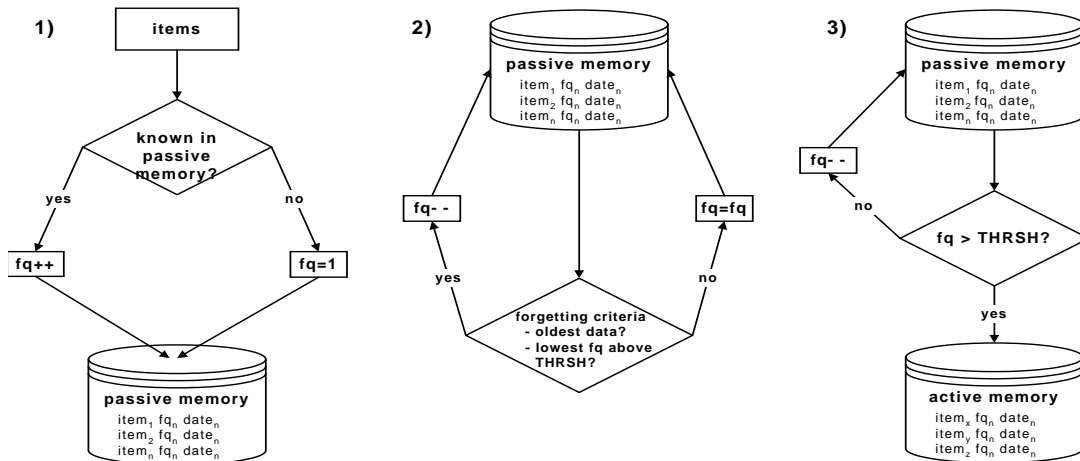 1)
items
known in
passive
memory?
yes
no
fq++
fq=1
passive memory
item₁ fqₙ dateₙ
item₂ fqₙ dateₙ
itemₙ fqₙ dateₙ
2)
passive memory
item₁ fqₙ dateₙ
item₂ fqₙ dateₙ
itemₙ fqₙ dateₙ
fq- -
fq=fq
yes
no
forgetting criteria
- oldest data?
- lowest fq above
THRSH?
3)
passive memory
item₁ fqₙ dateₙ
item₂ fqₙ dateₙ
itemₙ fqₙ dateₙ
fq- -
no
fq > THRSH?
yes
active memory
itemₓ fqₙ dateₙ
item_y fqₙ dateₙ
item_z fqₙ dateₙ